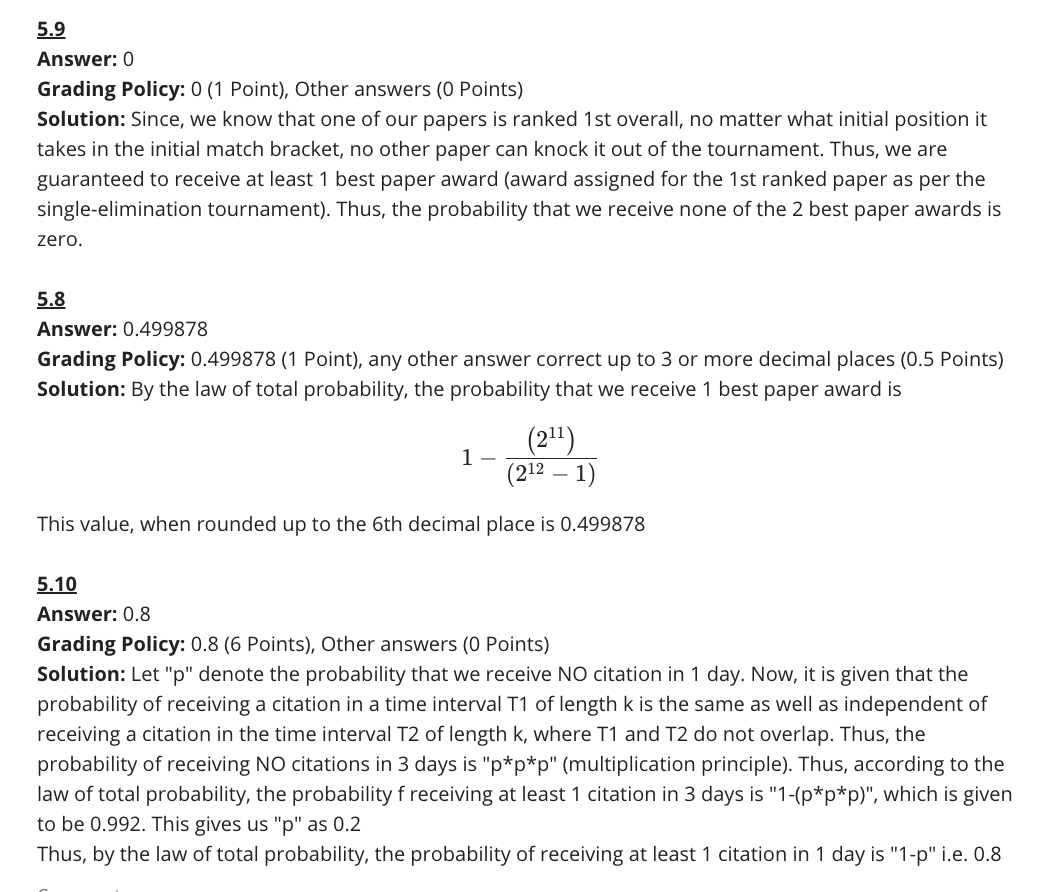 5.9
Answer: 0
Grading Policy: 0 (1 Point), Other answers (0 Points)
Solution: Since, we know that one of our papers is ranked 1st overall, no matter what initial position it
takes in the initial match bracket, no other paper can knock it out of the tournament. Thus, we are
guaranteed to receive at least 1 best paper award (award assigned for the 1st ranked paper as per the
single-elimination tournament). Thus, the probability that we receive none of the 2 best paper awards is
zero.
5.8
Answer: 0.499878
Grading Policy: 0.499878 (1 Point), any other answer correct up to 3 or more decimal places (0.5 Points)
Solution: By the law of total probability, the probability that we receive 1 best paper award is
1 − (2¹¹) / (2¹² − 1)
This value, when rounded up to the 6th decimal place is 0.499878
5.10
Answer: 0.8
Grading Policy: 0.8 (6 Points), Other answers (0 Points)
Solution: Let "p" denote the probability that we receive NO citation in 1 day. Now, it is given that the
probability of receiving a citation in a time interval T1 of length k is the same as well as independent of
receiving a citation in the time interval T2 of length k, where T1 and T2 do not overlap. Thus, the
probability of receiving NO citations in 3 days is "p*p*p" (multiplication principle). Thus, according to the
law of total probability, the probability f receiving at least 1 citation in 3 days is "1-(p*p*p)", which is given
to be 0.992. This gives us "p" as 0.2
Thus, by the law of total probability, the probability of receiving at least 1 citation in 1 day is "1-p" i.e. 0.8